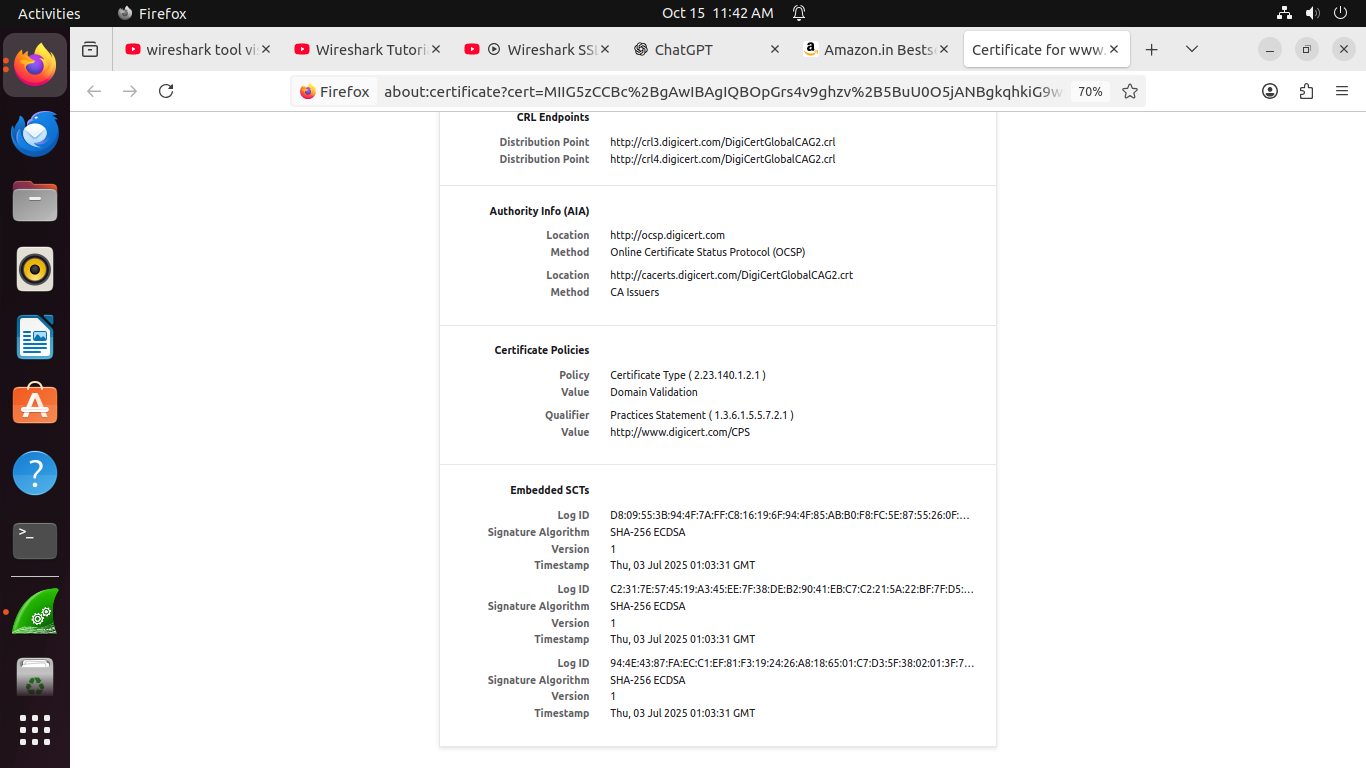 Activities Firefox Oct 15 11:42 AM
wireshark tool vi Wireshark Tutori Wireshark SSL ChatGPT Amazon.in Bests Certificate for www.
Firefox about:certificate?cert=MIIG5zCCBc%2BgAwIBAgIQBOpGrs4v9ghzv%2B5BuU0O5jANBgkqhkiG9w 70%
CRL Endpoints
Distribution Point http://crl3.digicert.com/DigiCertGlobalCAG2.crl
Distribution Point http://crl4.digicert.com/DigiCertGlobalCAG2.crl
Authority Info (AIA)
Location http://ocsp.digicert.com
Method Online Certificate Status Protocol (OCSP)
Location http://cacerts.digicert.com/DigiCertGlobalCAG2.crt
Method CA Issuers
Certificate Policies
Policy Certificate Type ( 2.23.140.1.2.1 )
Value Domain Validation
Qualifier Practices Statement ( 1.3.6.1.5.5.7.2.1 )
Value http://www.digicert.com/CPS
Embedded SCTs
Log ID D8:09:55:3B:94:4F:7A:FF:C8:16:19:6F:94:4F:85:AB:B0:F8:FC:5E:87:55:26:0F:…
Signature Algorithm SHA-256 ECDSA
Version 1
Timestamp Thu, 03 Jul 2025 01:03:31 GMT
Log ID C2:31:7E:57:45:19:A3:45:EE:7F:38:DE:B2:90:41:EB:C7:C2:21:5A:22:BF:7F:D5:…
Signature Algorithm SHA-256 ECDSA
Version 1
Timestamp Thu, 03 Jul 2025 01:03:31 GMT
Log ID 94:4E:43:87:FA:EC:C1:EF:81:F3:19:24:26:A8:18:65:01:C7:D3:5F:38:02:01:3F:7…
Signature Algorithm SHA-256 ECDSA
Version 1
Timestamp Thu, 03 Jul 2025 01:03:31 GMT